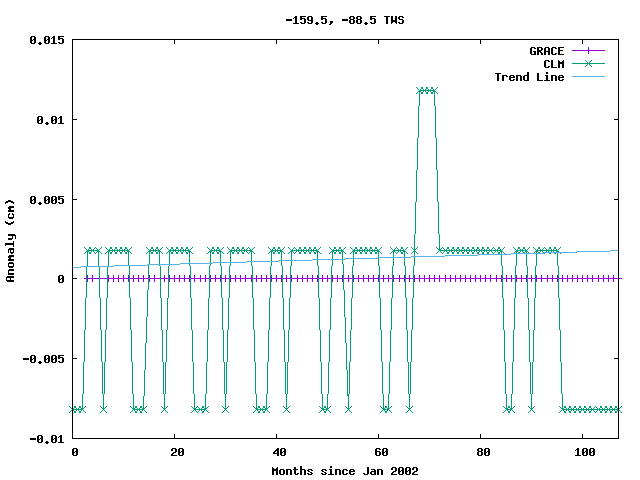 -159.5, -88.5 TWS
GRACE
CLM
Trend Line
0.015
0.01
0.005
0
-0.005
-0.01
Anomaly (cm)
0 20 40 60 80 100
Months since Jan 2002